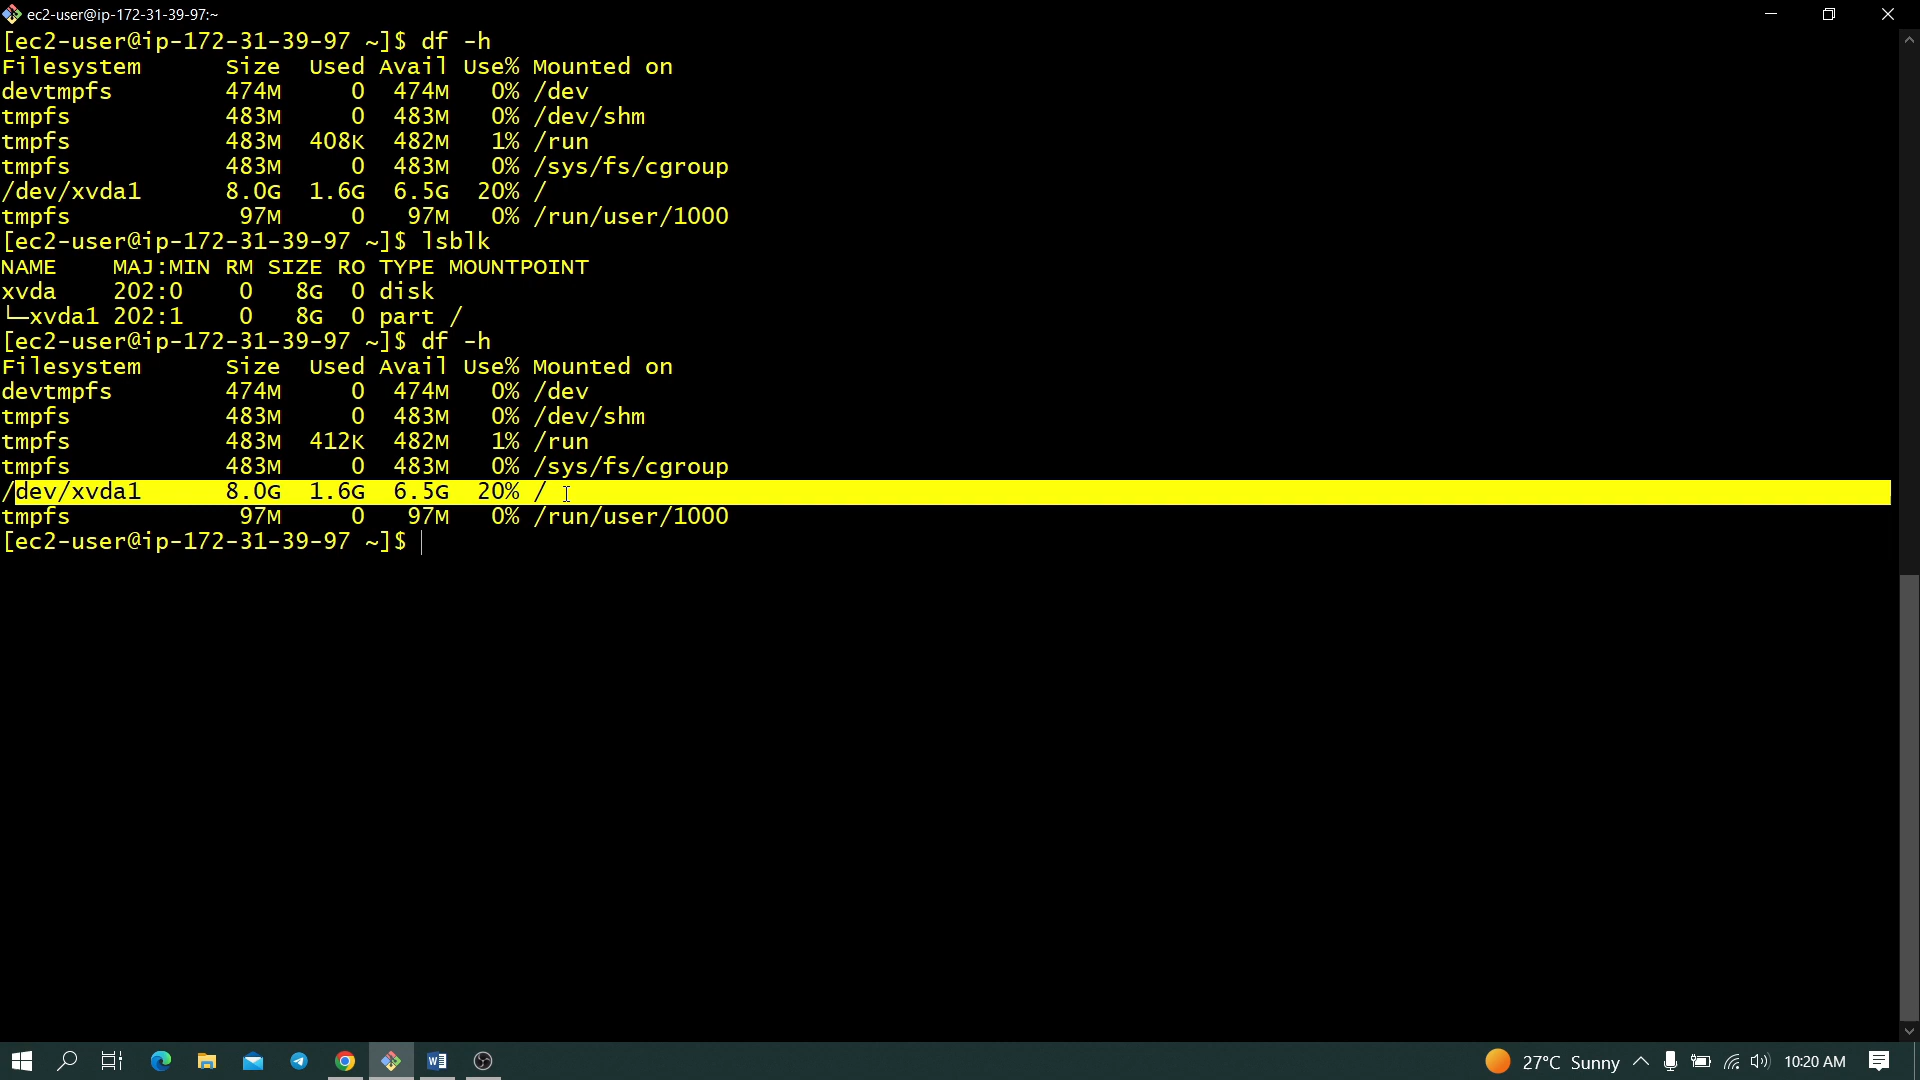 ec2-user@ip-172-31-39-97:~
[ec2-user@ip-172-31-39-97 ~]$ df -h
Filesystem      Size  Used Avail Use% Mounted on
devtmpfs        474M     0  474M   0% /dev
tmpfs           483M     0  483M   0% /dev/shm
tmpfs           483M  408K  482M   1% /run
tmpfs           483M     0  483M   0% /sys/fs/cgroup
/dev/xvda1      8.0G  1.6G  6.5G  20% /
tmpfs            97M     0   97M   0% /run/user/1000
[ec2-user@ip-172-31-39-97 ~]$ lsblk
NAME    MAJ:MIN RM SIZE RO TYPE MOUNTPOINT
xvda    202:0    0   8G  0 disk
└─xvda1 202:1    0   8G  0 part /
[ec2-user@ip-172-31-39-97 ~]$ df -h
Filesystem      Size  Used Avail Use% Mounted on
devtmpfs        474M     0  474M   0% /dev
tmpfs           483M     0  483M   0% /dev/shm
tmpfs           483M  412K  482M   1% /run
tmpfs           483M     0  483M   0% /sys/fs/cgroup
/dev/xvda1      8.0G  1.6G  6.5G  20% /
tmpfs            97M     0   97M   0% /run/user/1000
[ec2-user@ip-172-31-39-97 ~]$
27°C Sunny 10:20 AM